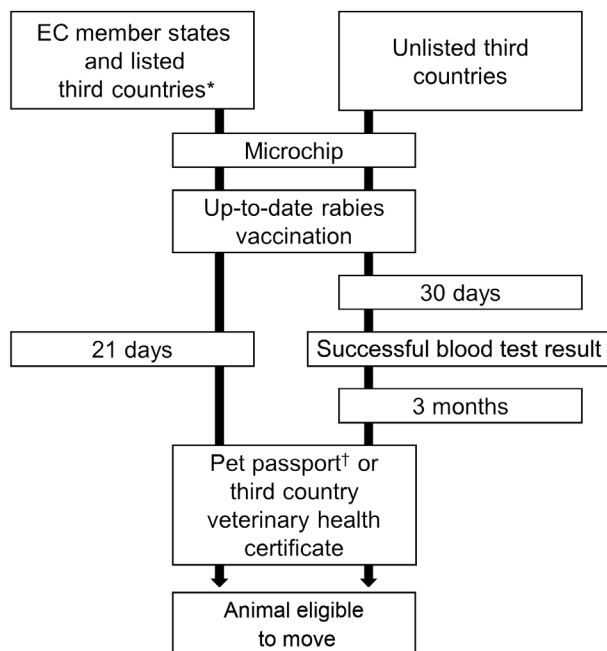 EC member states
and listed
third countries*
Unlisted third
countries
Microchip
Up-to-date rabies
vaccination
30 days
21 days
Successful blood test result
3 months
Pet passport† or
third country
veterinary health
certificate
Animal eligible
to move